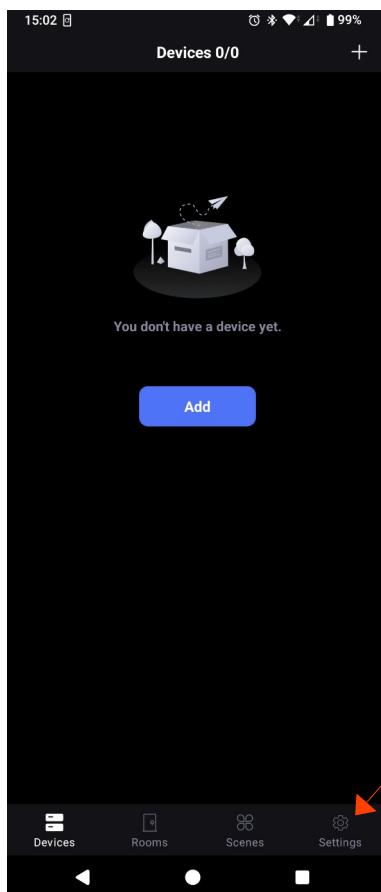 15:02 99%
Devices 0/0
You don't have a device yet.
Add
Devices Rooms Scenes Settings